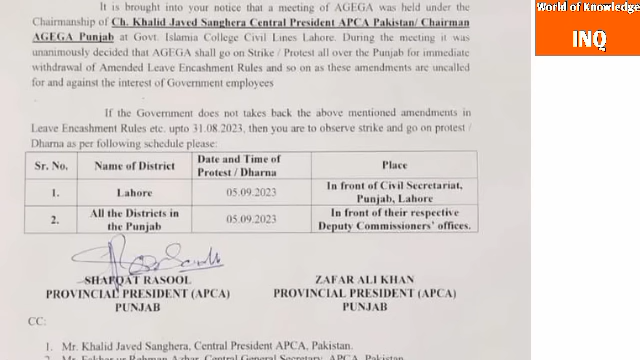 It is brought into your notice that a meeting of AGEGA was held under the
Chairmanship of Ch. Khalid Javed Sanghera Central President APCA Pakistan/ Chairman
AGEGA Punjab at Govt. Islamia College Civil Lines Lahore. During the meeting it was
unanimously decided that AGEGA shall go on Strike / Protest all over the Punjab for immediate
withdrawal of Amended Leave Encashment Rules and so on as these amendments are uncalled
for and against the interest of Government employees
If the Government does not takes back the above mentioned amendments in
Leave Encashment Rules etc. upto 31.08.2023, then you are to observe strike and go on protest /
Dharna as per following schedule please:
Sr. No. Name of District Date and Time of Protest / Dharna Place
1. Lahore 05.09.2023 In front of Civil Secretariat, Punjab, Lahore
2. All the Districts in the Punjab 05.09.2023 In front of their respective Deputy Commissioners' offices.
SHAFQAT RASOOL ZAFAR ALI KHAN
PROVINCIAL PRESIDENT (APCA) PROVINCIAL PRESIDENT (APCA)
PUNJAB PUNJAB
CC:
1. Mr. Khalid Javed Sanghera, Central President APCA, Pakistan.
2. Mr. Rahman Azhar, Central General Secretary, APCA, Pakistan
World of Knowledge
INQ